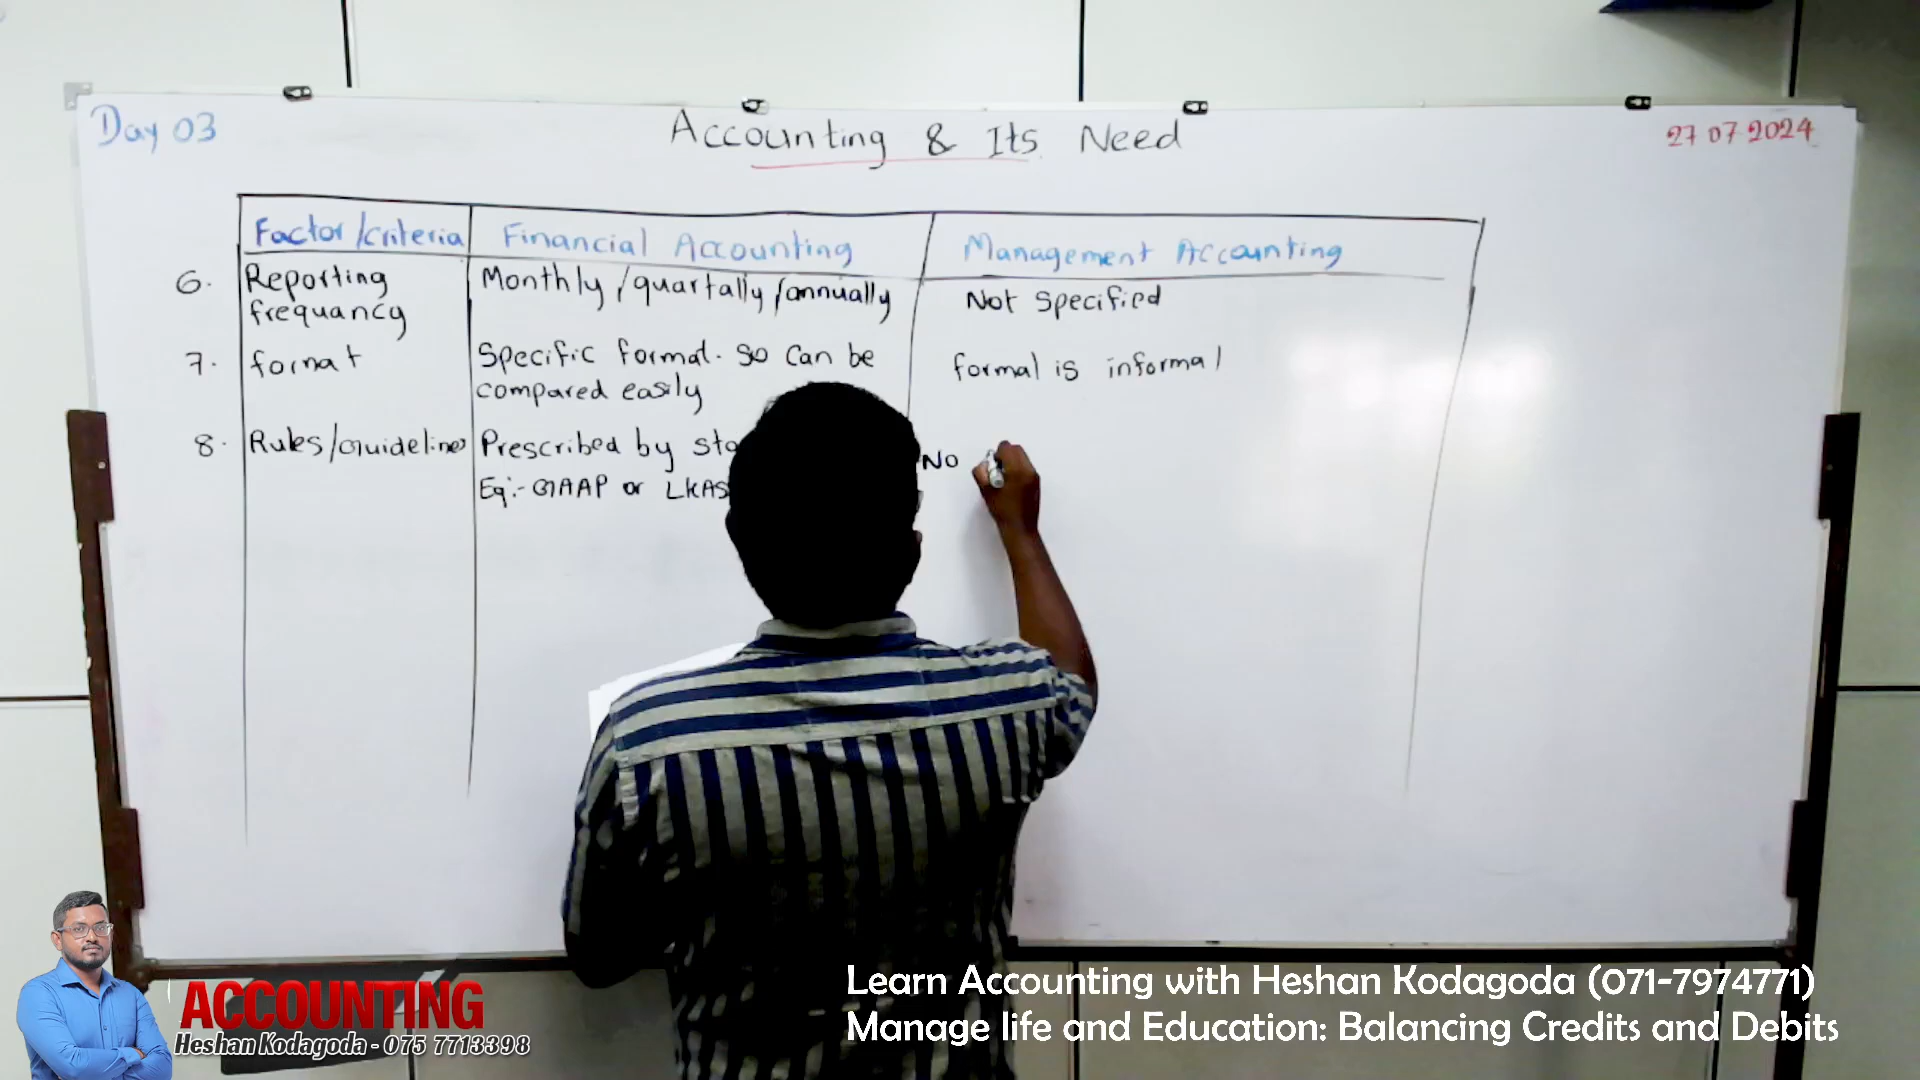 Day 03
Accounting & Its Need
27 07 2024
Factor/criteria Financial Accounting Management Accounting
6. Reporting frequancy Monthly/quartally/annually Not specified
7. format Specific formal. so can be compared easily formal is informal
8. Rules/Guidelines Prescribed by
Eg:- GAAP or LKAS
No
ACCOUNTING
Heshan Kodagoda - 075 7713398
Learn Accounting with Heshan Kodagoda (071-7974771)
Manage life and Education: Balancing Credits and Debits